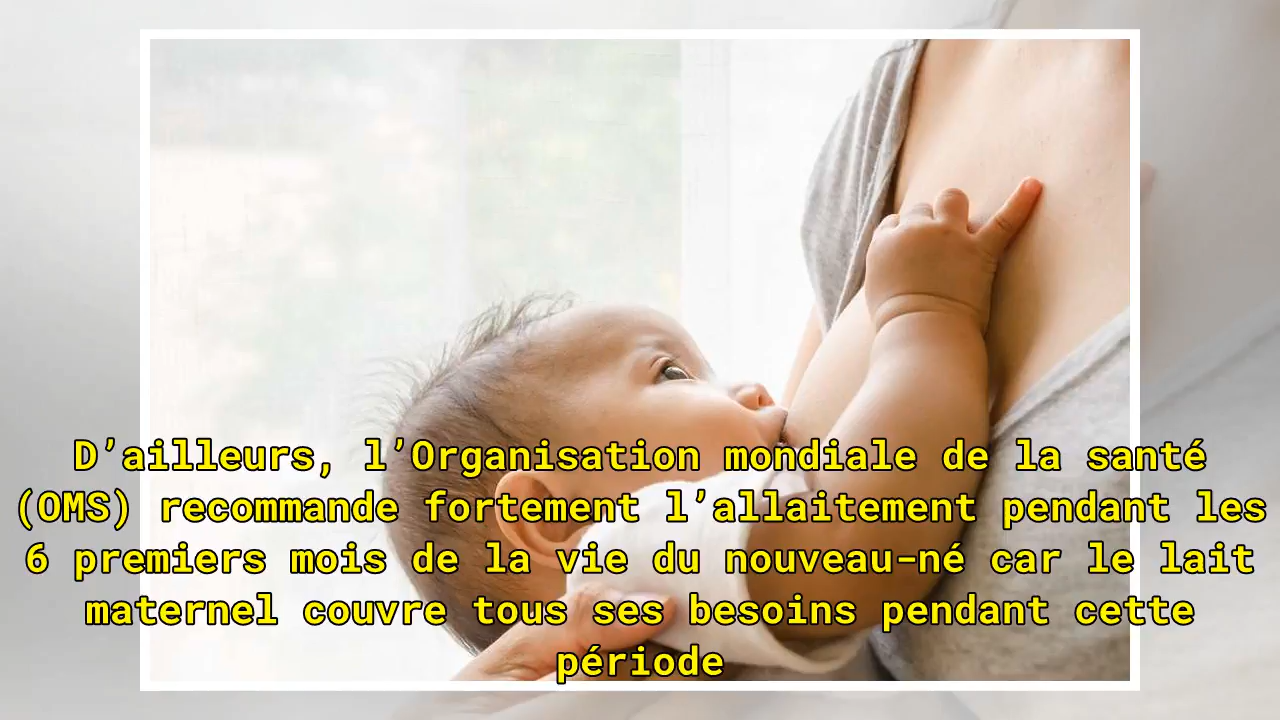 D’ailleurs, l’Organisation mondiale de la santé
(OMS) recommande fortement l’allaitement pendant les
6 premiers mois de la vie du nouveau-né car le lait
maternel couvre tous ses besoins pendant cette
période